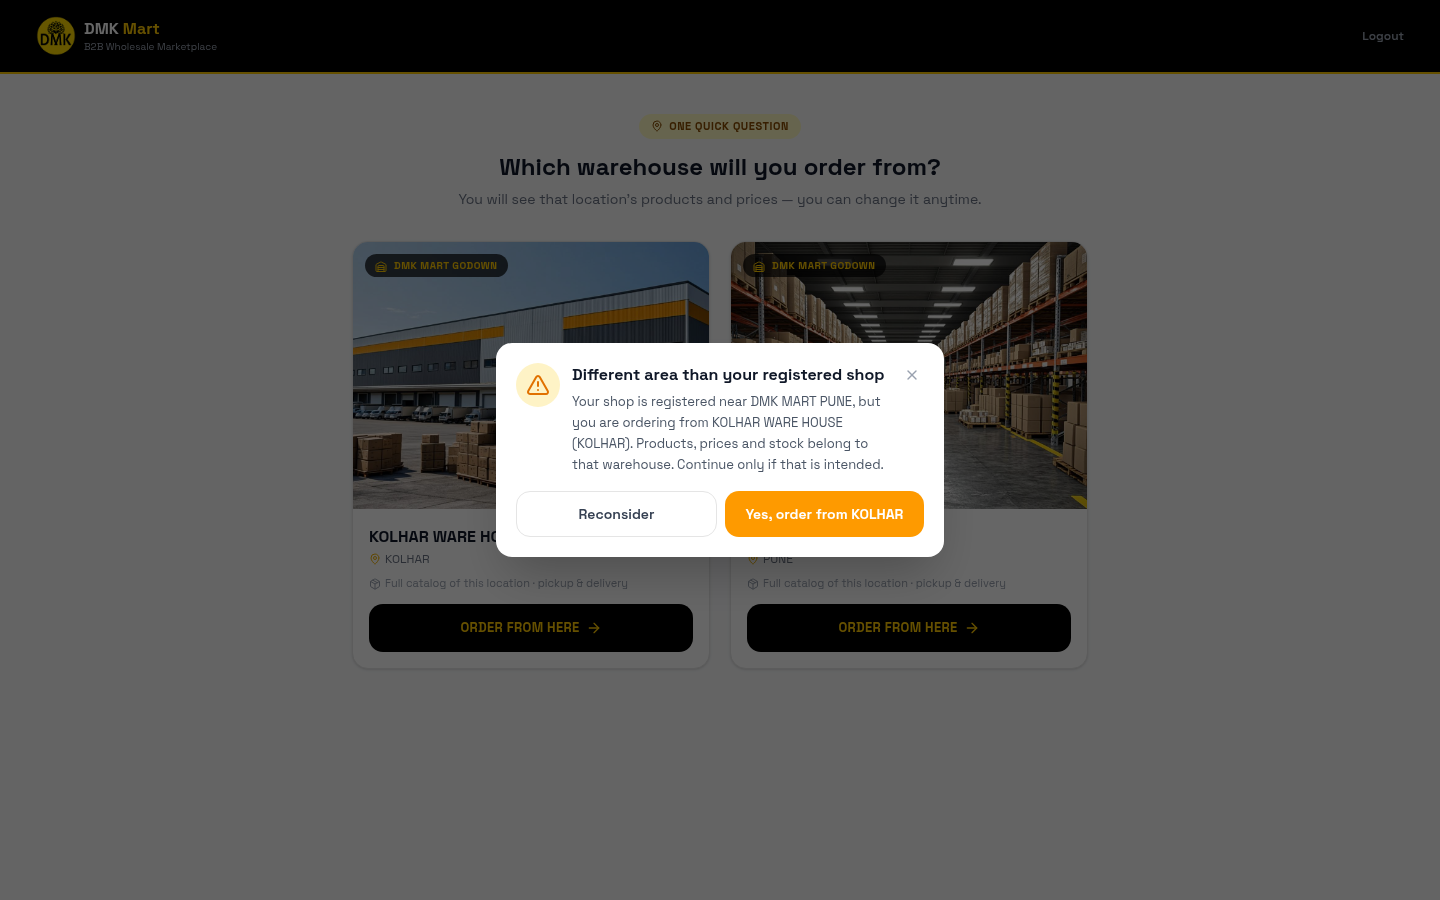 DMK
DMK Mart
B2B Wholesale Marketplace
Logout
ONE QUICK QUESTION
Which warehouse will you order from?
You will see that location's products and prices — you can change it anytime.
DMK MART GODOWN
DMK MART GODOWN
Different area than your registered shop
Your shop is registered near DMK MART PUNE, but
you are ordering from KOLHAR WARE HOUSE
(KOLHAR). Products, prices and stock belong to
that warehouse. Continue only if that is intended.
Reconsider
Yes, order from KOLHAR
KOLHAR WARE
KOLHAR
PUNE
Full catalog of this location · pickup & delivery
Full catalog of this location · pickup & delivery
ORDER FROM HERE
ORDER FROM HERE